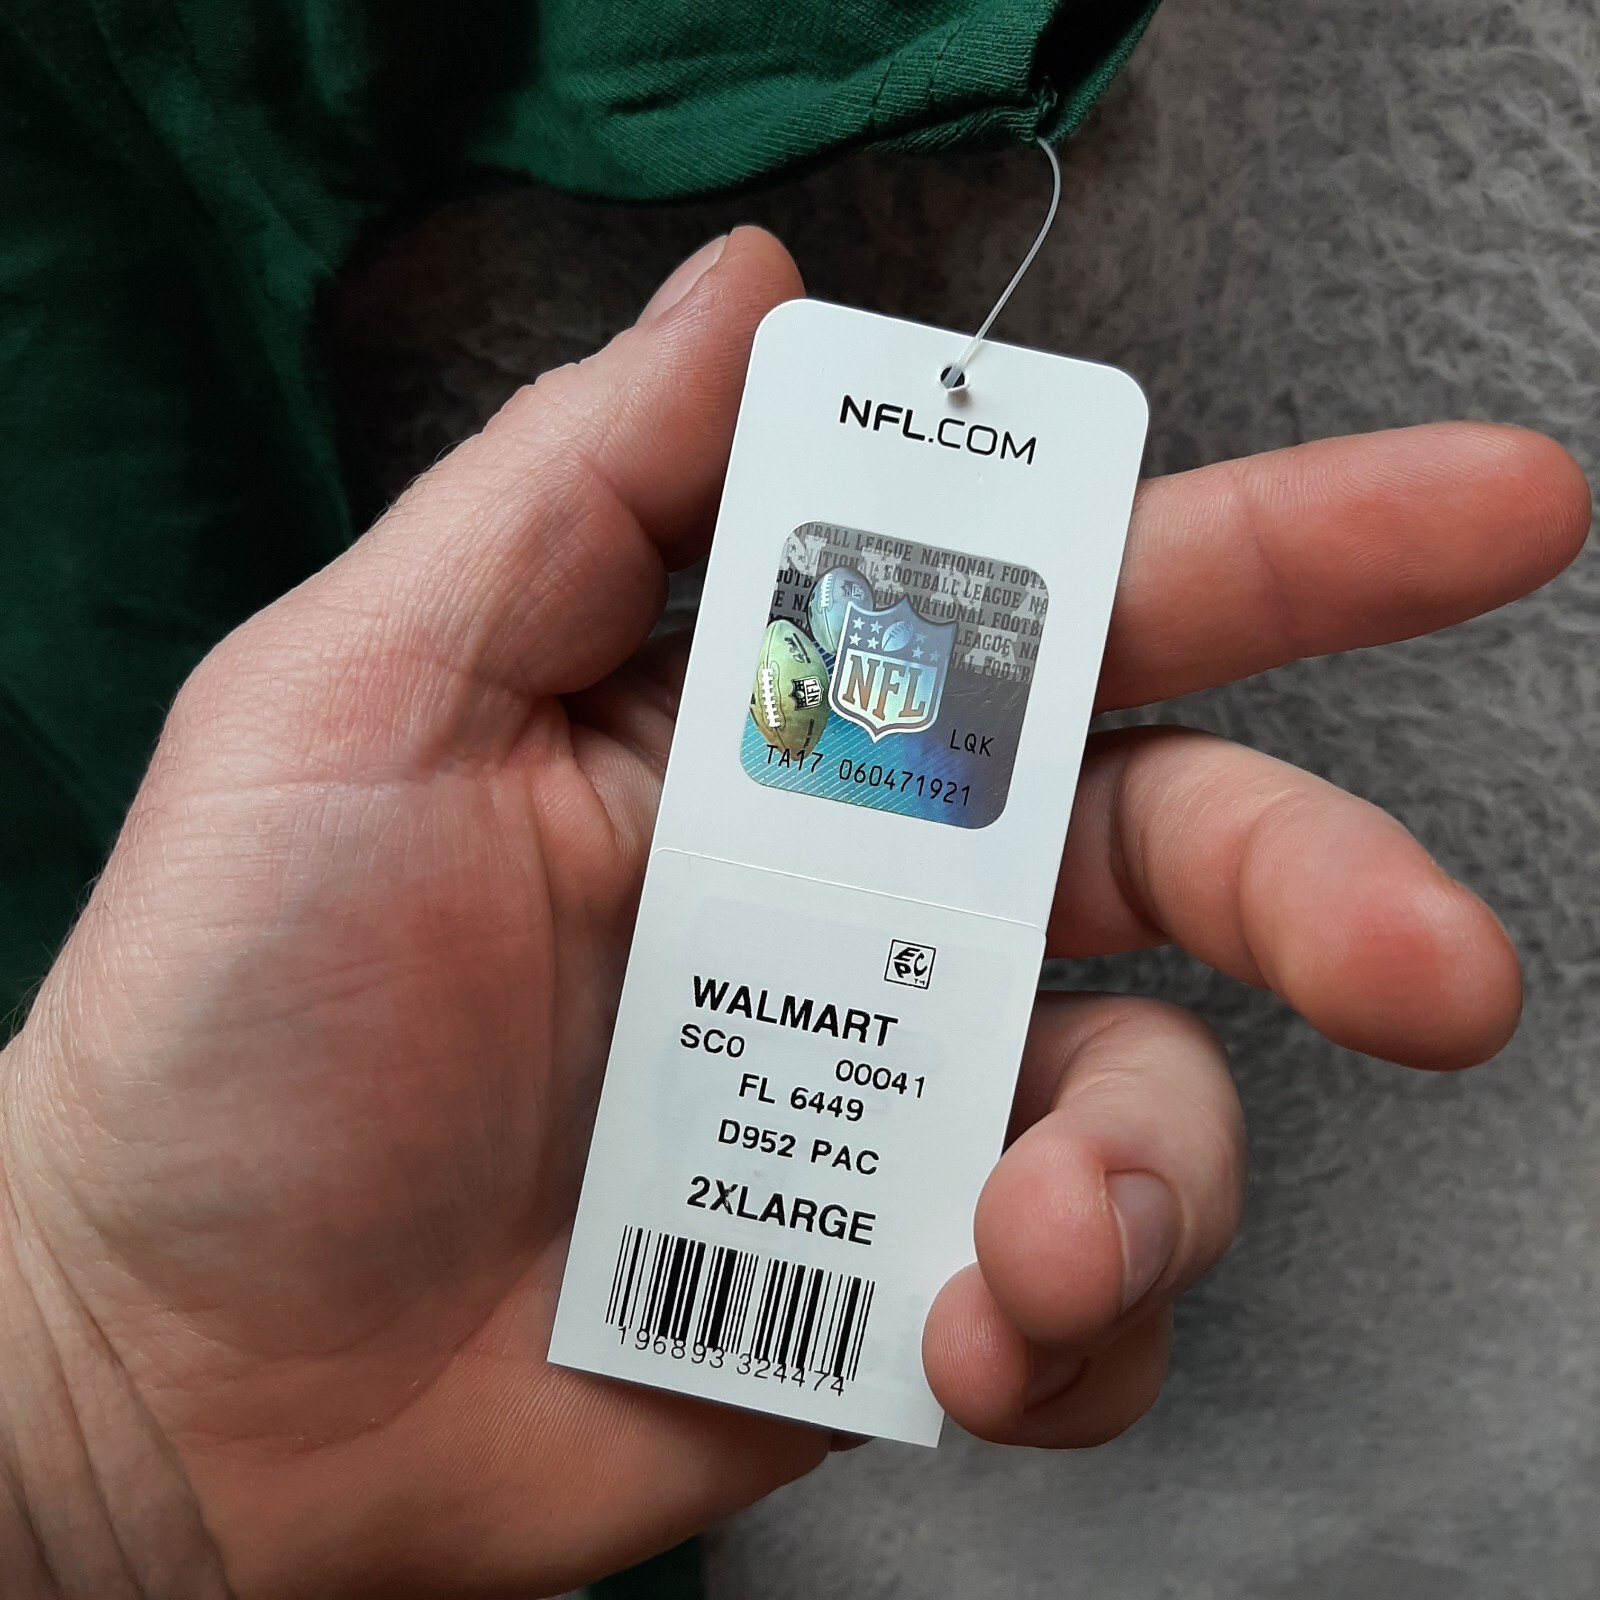 NFL.COM
NATIONAL FOOTBALL LEAGUE
NFL
LQK
TA17 060471921
ECP™
WALMART
SC0 00041
FL 6449
D952 PAC
2XLARGE
196893 324474